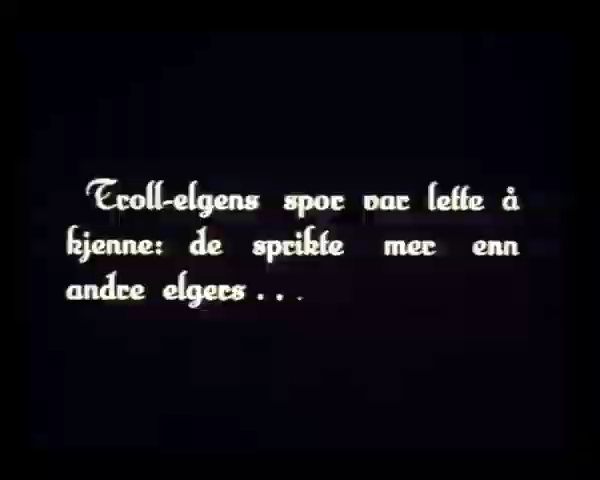 Troll-elgens spor var lette å
kjenne: de sprikte mer enn
andre elgers...